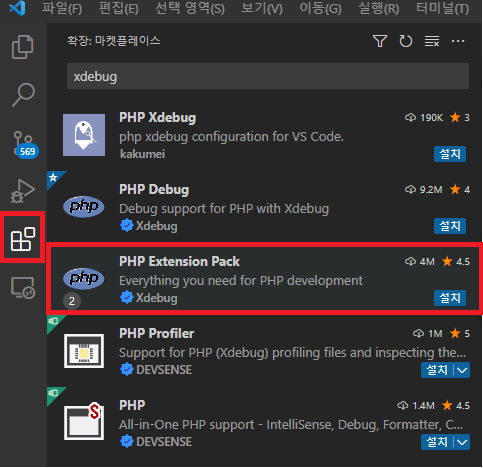 파일(F) 편집(E) 선택 영역(S) 보기(V) 이동(G) 실행(R) 터미널(T)
확장: 마켓플레이스
xdebug
PHP Xdebug 190K 3
php xdebug configuration for VS Code.
kakumei 설치
569
php
PHP Debug 9.2M 4
Debug support for PHP with Xdebug
Xdebug 설치
php
2
PHP Extension Pack 4M 4.5
Everything you need for PHP development
Xdebug 설치
PHP Profiler 1M 5
Support for PHP (Xdebug) profiling files and inspecting the...
DEVSENSE 설치
S
PHP 1.4M 4.5
All-in-One PHP support - IntelliSense, Debug, Formatter, C...
DEVSENSE 설치